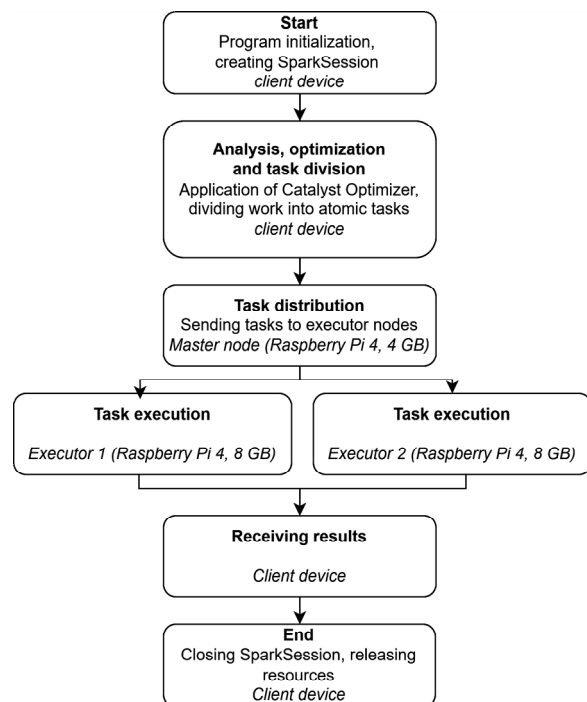 Start
Program initialization,
creating SparkSession
client device
Analysis, optimization
and task division
Application of Catalyst Optimizer,
dividing work into atomic tasks
client device
Task distribution
Sending tasks to executor nodes
Master node (Raspberry Pi 4, 4 GB)
Task execution
Executor 1 (Raspberry Pi 4, 8 GB)
Task execution
Executor 2 (Raspberry Pi 4, 8 GB)
Receiving results
Client device
End
Closing SparkSession, releasing
resources
Client device